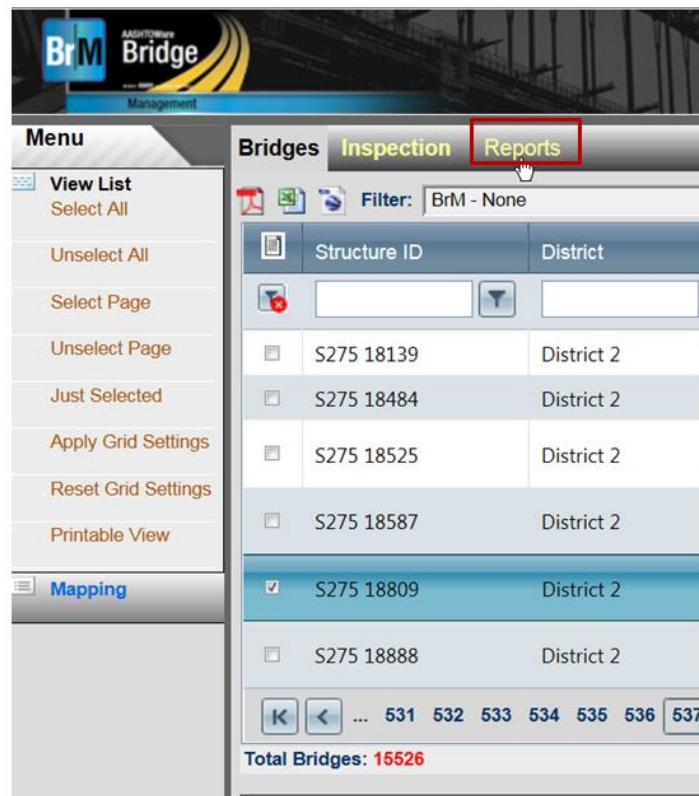 BrM
AASHTOWare
Bridge
Management
Menu
View List
Select All
Unselect All
Select Page
Unselect Page
Just Selected
Apply Grid Settings
Reset Grid Settings
Printable View
Mapping
Bridges Inspection Reports
Filter: BrM - None
Structure ID District
S275 18139 District 2
S275 18484 District 2
S275 18525 District 2
S275 18587 District 2
S275 18809 District 2
S275 18888 District 2
... 531 532 533 534 535 536 537
Total Bridges: 15526